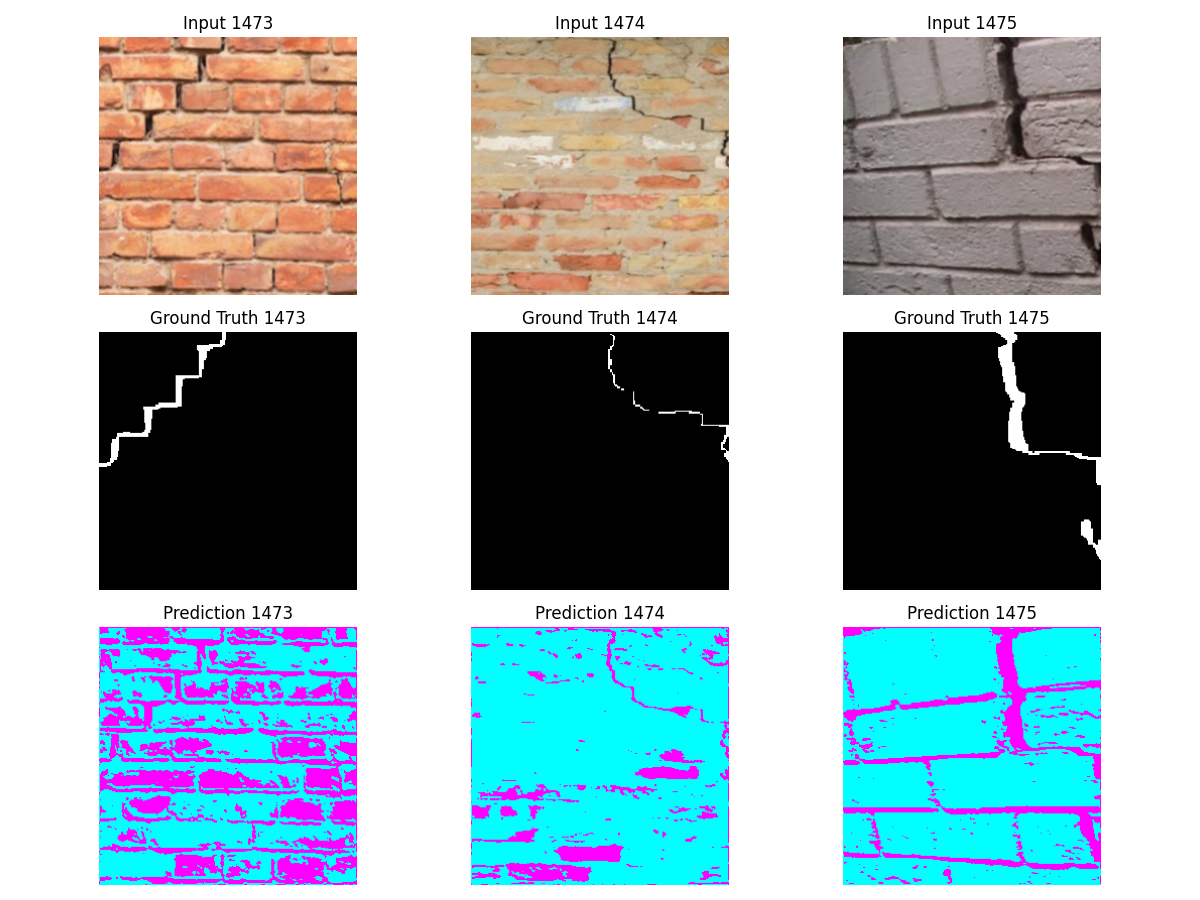 Input 1473
Input 1474
Input 1475
Ground Truth 1473
Ground Truth 1474
Ground Truth 1475
Prediction 1473
Prediction 1474
Prediction 1475